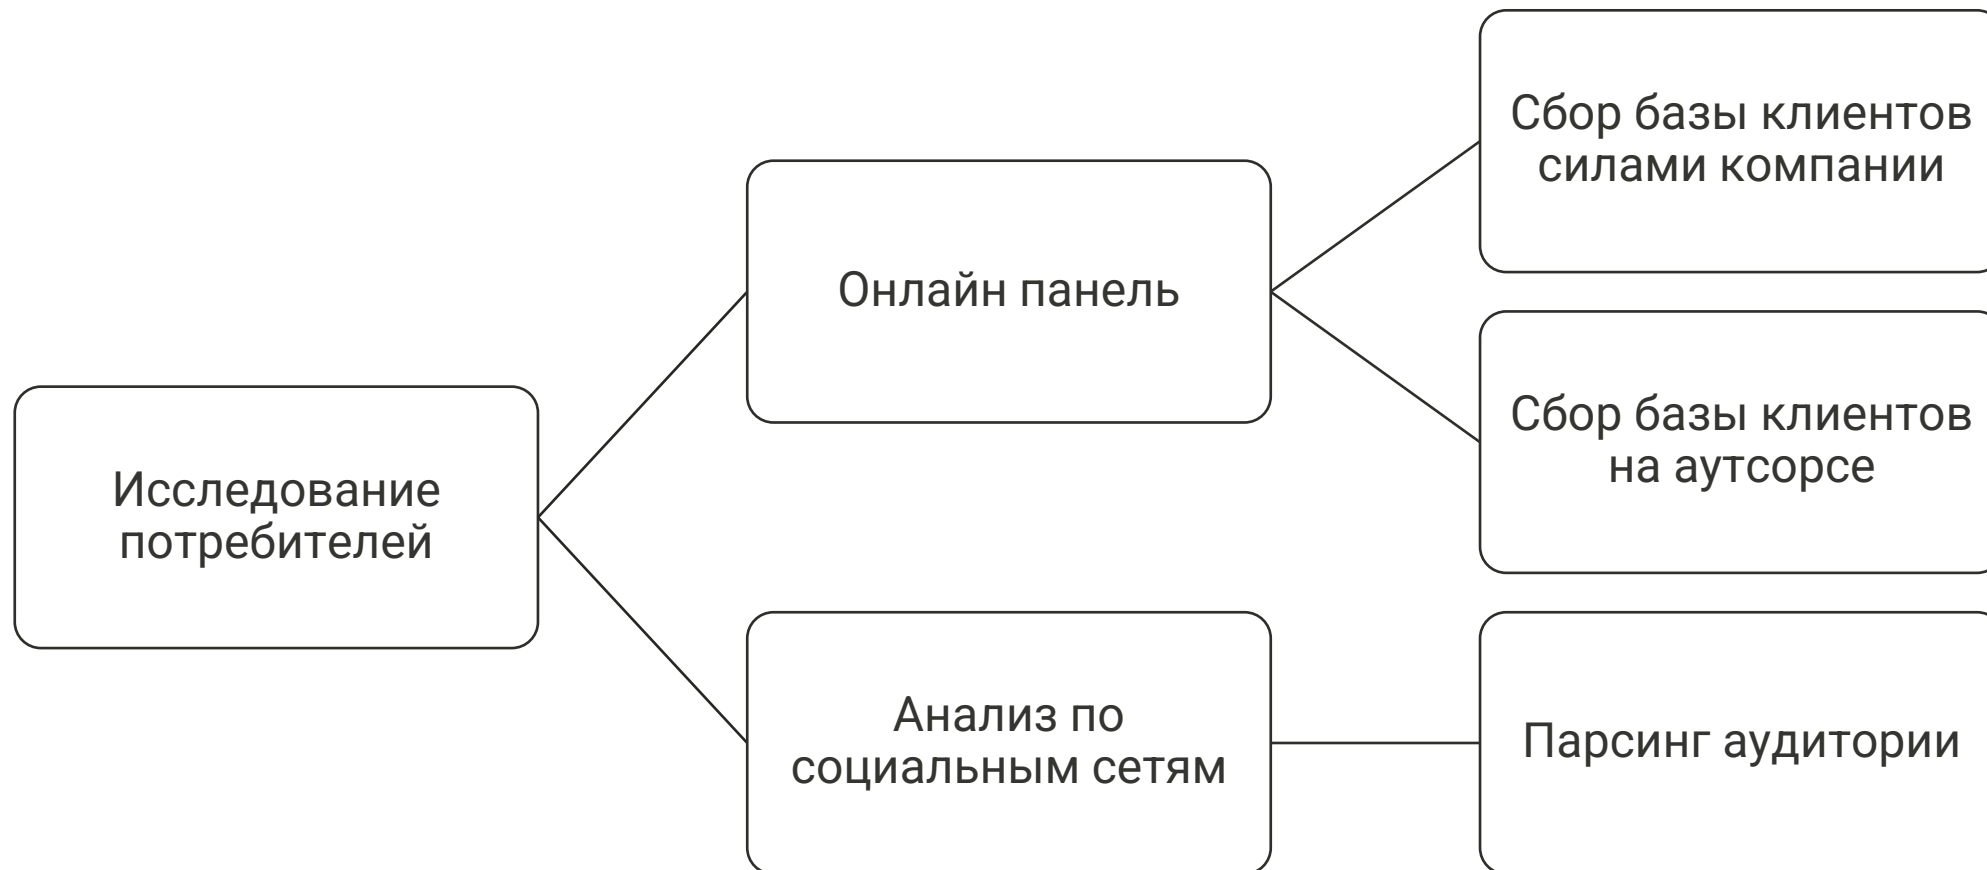 Исследование
потребителей
Онлайн панель
Сбор базы клиентов
силами компании
Сбор базы клиентов
на аутсорсе
Анализ по
социальным сетям
Парсинг аудитории